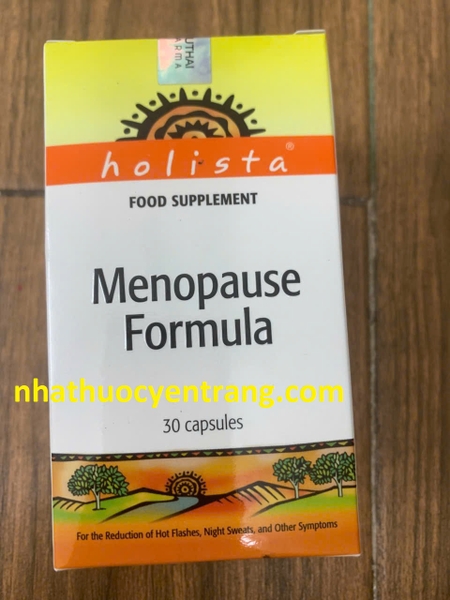 holista®
FOOD SUPPLEMENT
Menopause
Formula
nhathuocyentrang.com
30 capsules
For the Reduction of Hot Flashes, Night Sweats, and Other Symptoms